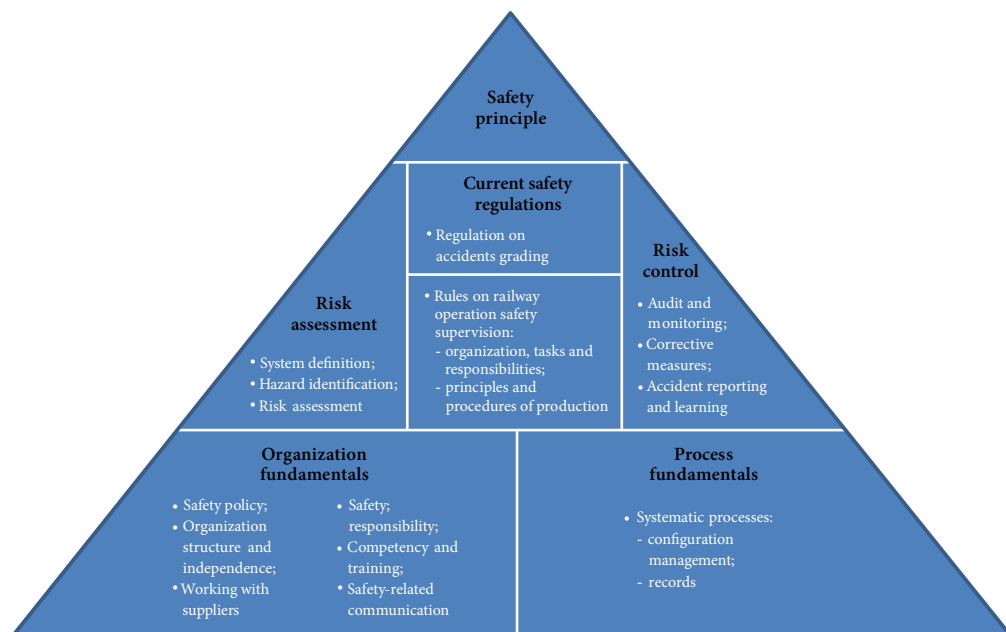 Safety
principle
Current safety
regulations
• Regulation on
accidents grading
• Rules on railway
operation safety
supervision:
- organization, tasks and
responsibilities;
- principles and
procedures of production
Risk
assessment
• System definition;
• Hazard identification;
• Risk assessment
Risk
control
• Audit and
monitoring;
• Corrective
measures;
• Accident reporting
and learning
Organization
fundamentals
• Safety policy;
• Organization
structure and
independence;
• Working with
suppliers
• Safety;
responsibility;
• Competency and
training;
• Safety-related
communication
Process
fundamentals
• Systematic processes:
- configuration
management;
- records